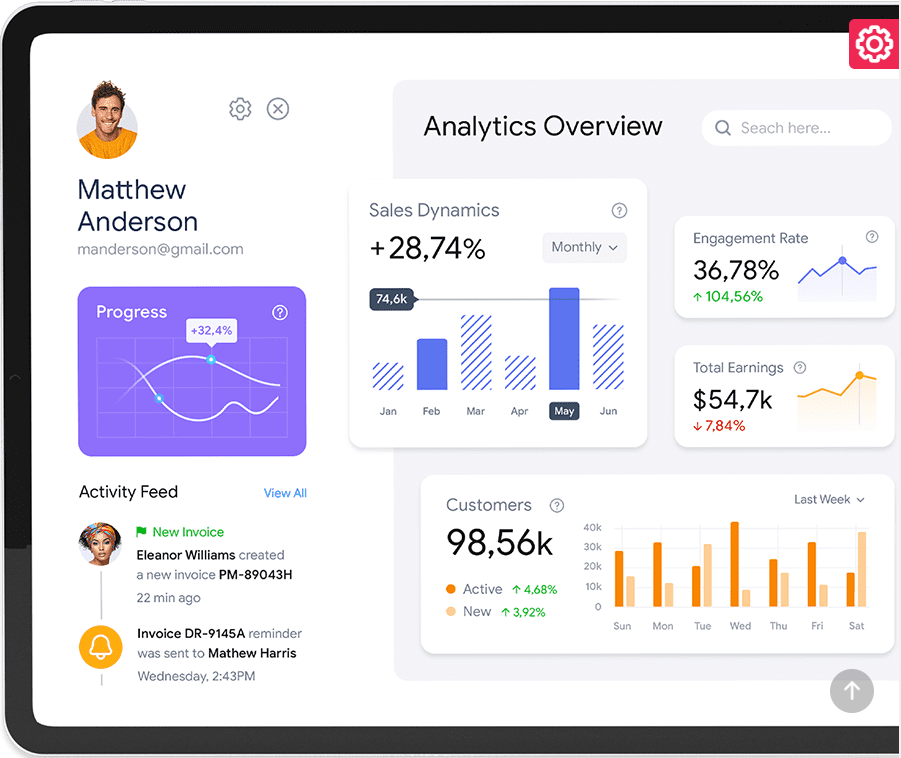 Matthew
Anderson
manderson@gmail.com
Progress
+32,4%
Activity Feed
View All
New Invoice
Eleanor Williams created
a new invoice PM-89043H
22 min ago
Invoice DR-9145A reminder
was sent to Mathew Harris
Wednesday, 2:43PM
Analytics Overview
Seach here...
Sales Dynamics
+28,74%
Monthly
74,6k
Jan Feb Mar Apr May Jun
Engagement Rate
36,78%
104,56%
Total Earnings
$54,7k
7,84%
Customers
98,56k
Active 4,68%
New 3,92%
Last Week
40k
30k
20k
10k
0
Sun Mon Tue Wed Thu Fri Sat